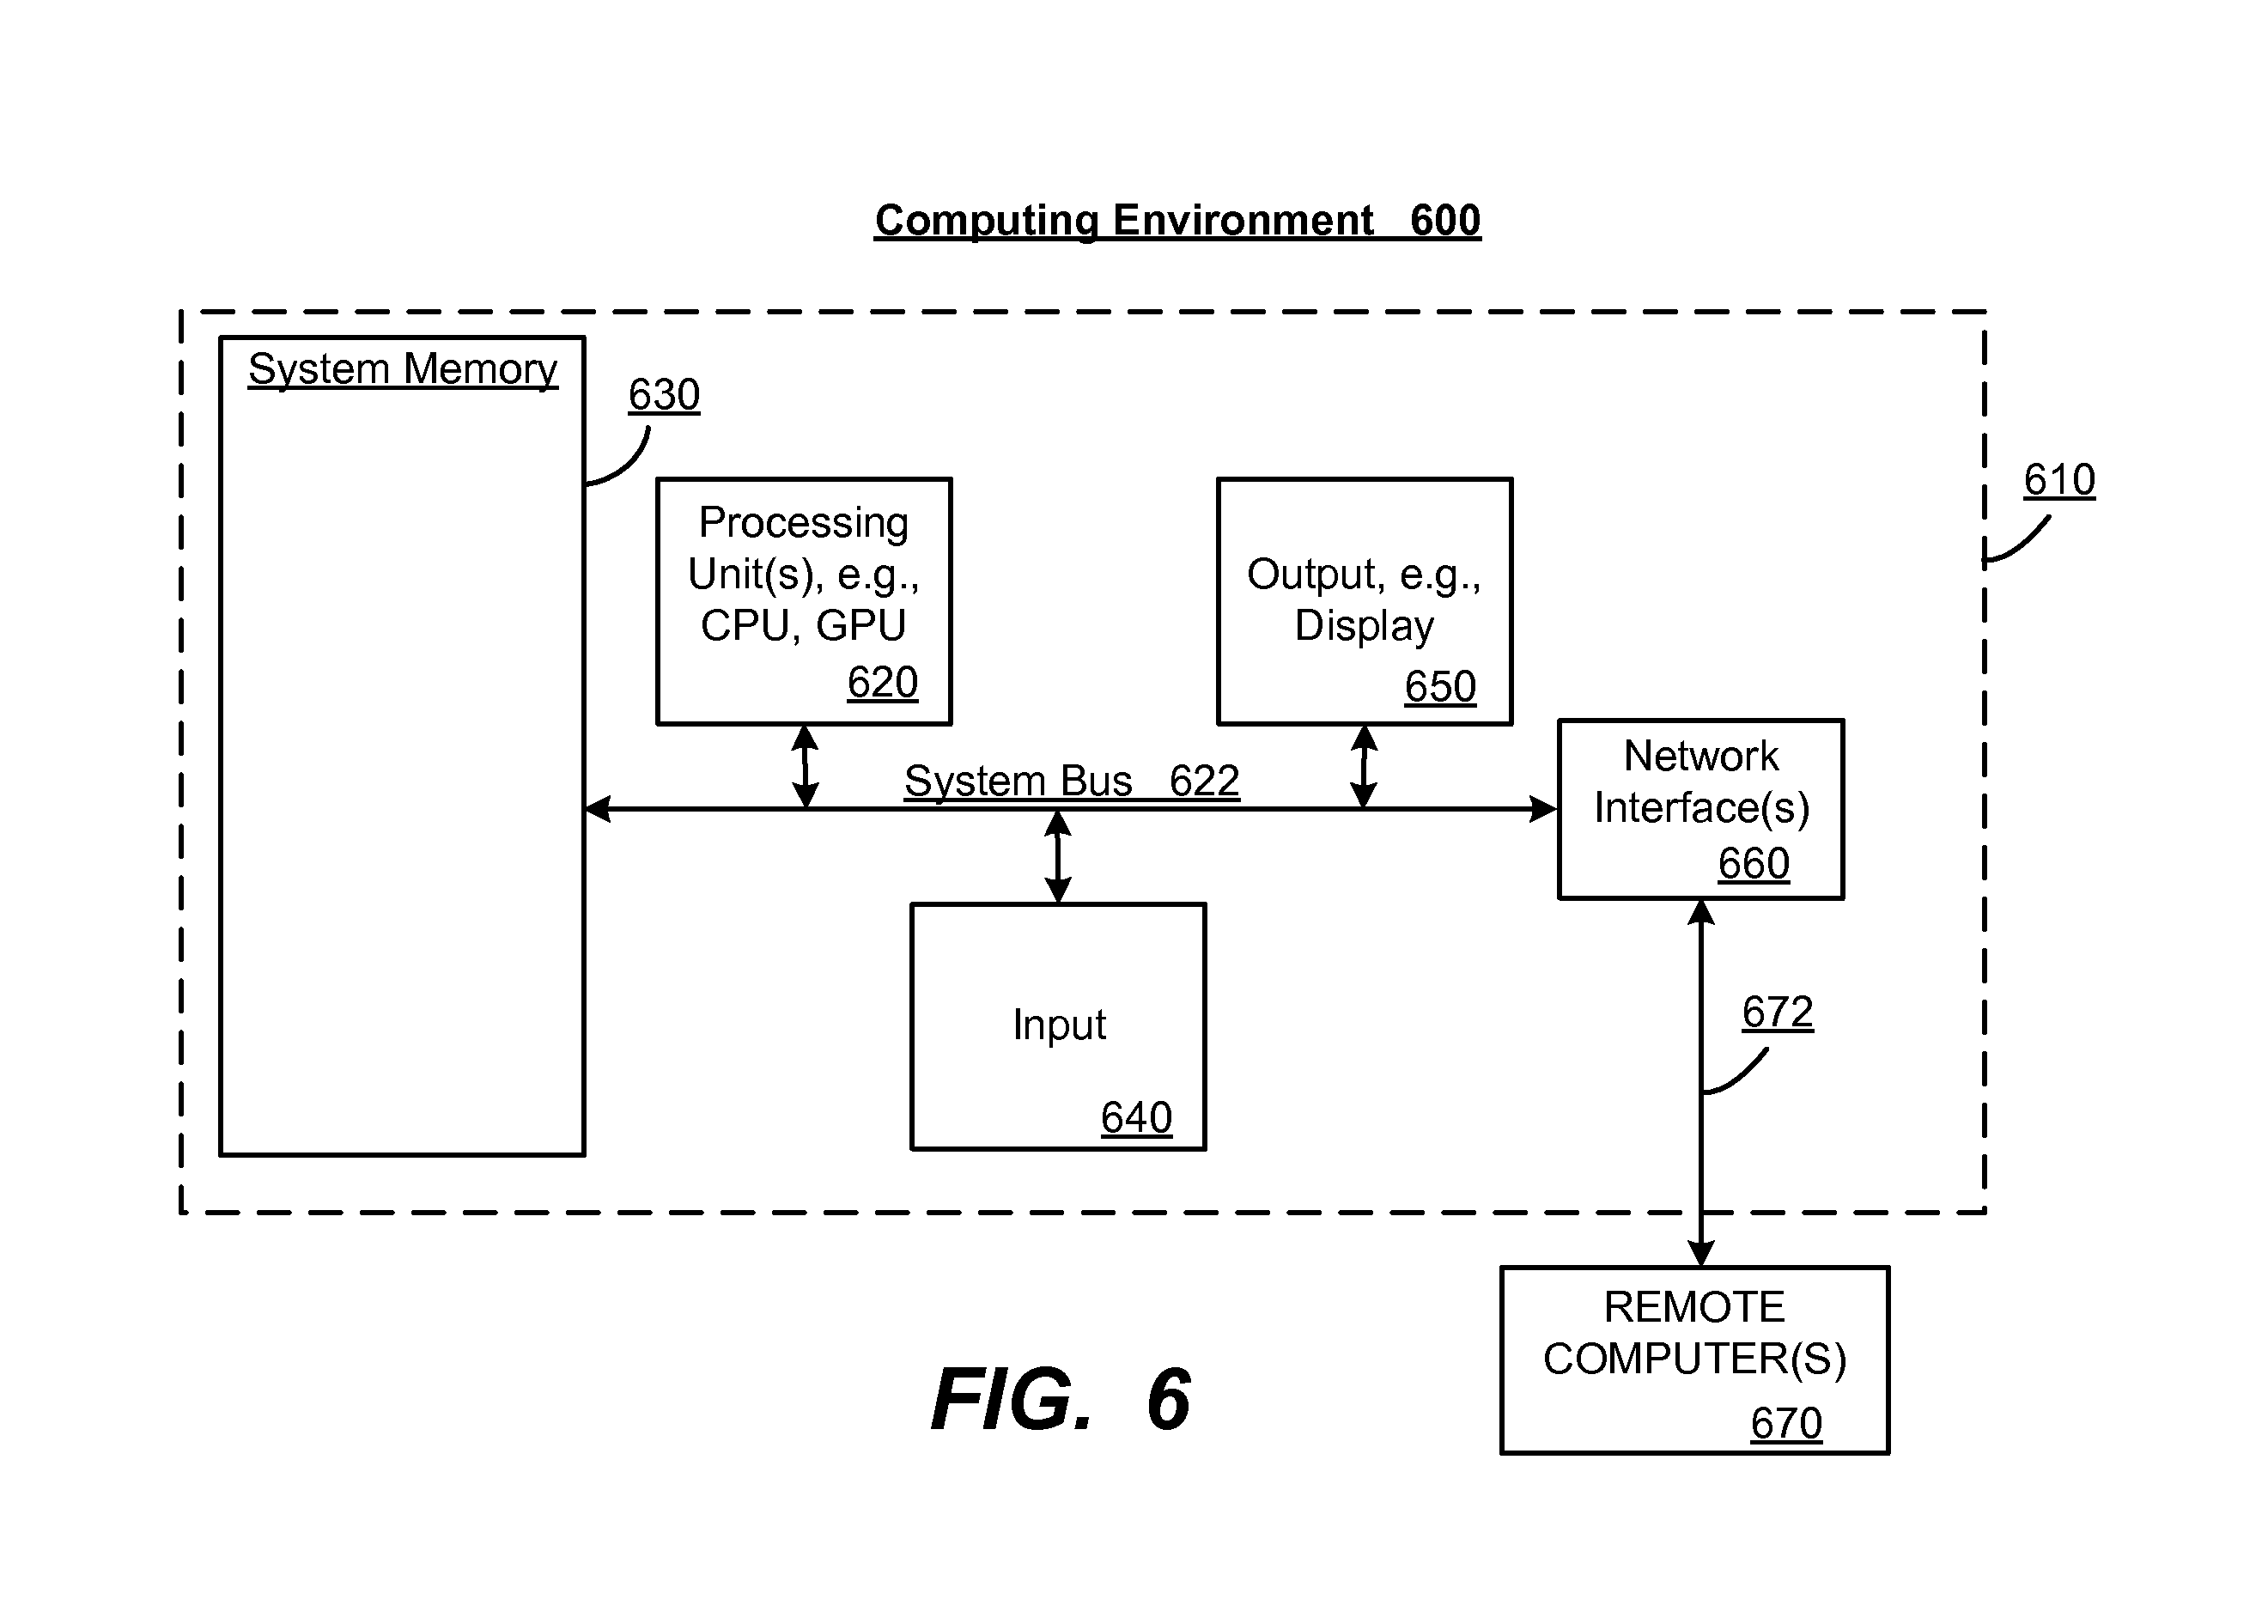 Computing Environment 600
System Memory
630
610
Processing
Unit(s), e.g.,
CPU, GPU
620
Output, e.g.,
Display
650
System Bus 622
Network
Interface(s)
660
Input
640
672
REMOTE
COMPUTER(S)
670
FIG. 6